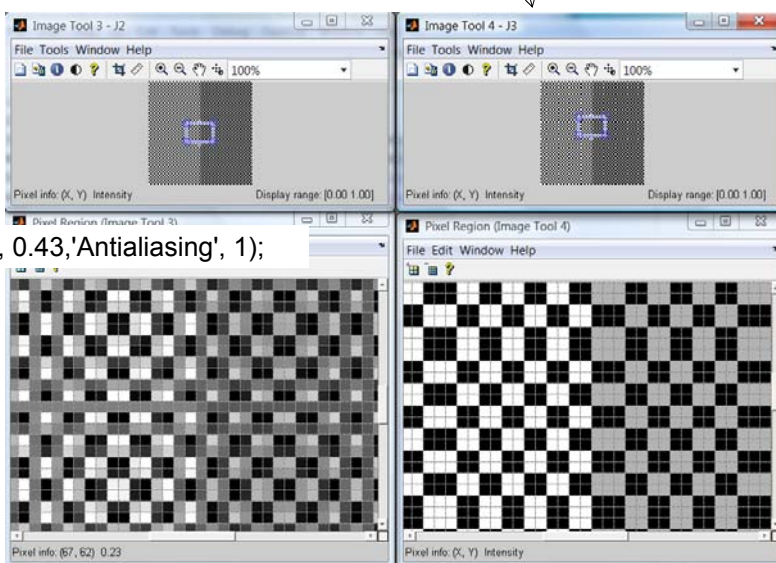 Image Tool 3 - J2
File Tools Window Help
100%
Pixel info: (X, Y) Intensity
Display range: [0.00 1.00]
Image Tool 4 - J3
File Tools Window Help
100%
Pixel info: (X, Y) Intensity
Display range: [0.00 1.00]
Pixel Region (Image Tool 3)
, 0.43,'Antialiasing', 1);
Pixel info: (67, 62) 0.23
Pixel Region (Image Tool 4)
File Edit Window Help
Pixel info: (X, Y) Intensity